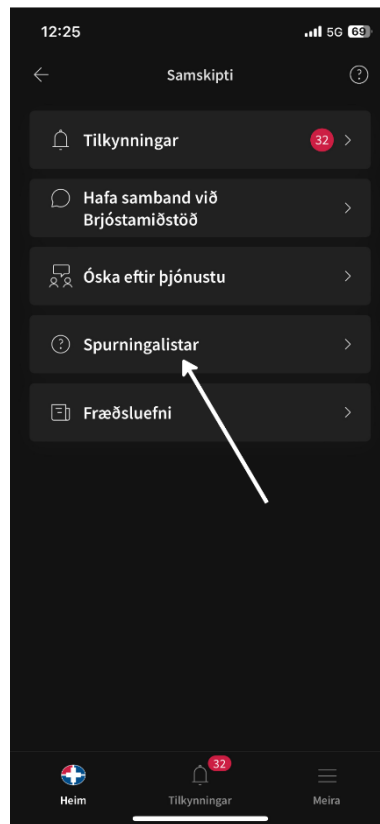 12:25
5G 69
Samskipti
?
Tilkynningar
32
Hafa samband við
Brjóstamiðstöð
Óska eftir þjónustu
? Spurningalistar
Fræðsluefni
32
Heim Tilkynningar Meira